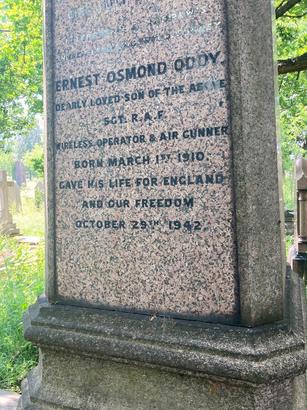 ERNEST OSMOND ODDY.
DEARLY LOVED SON OF THE ABOVE
SGT. R.A.F.
WIRELESS OPERATOR & AIR GUNNER
BORN MARCH 1ST 1910.
GAVE HIS LIFE FOR ENGLAND
AND OUR FREEDOM
OCTOBER 29TH 1942.